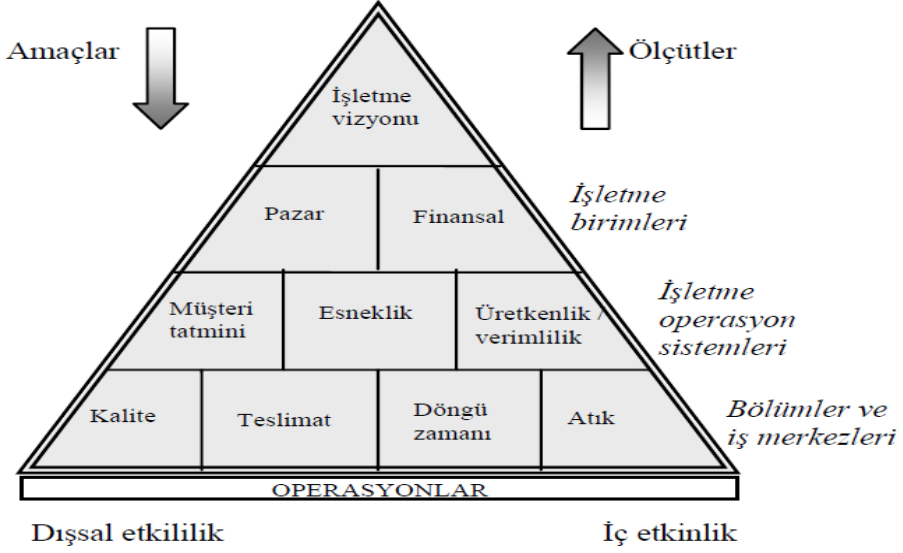 Amaçlar
Ölçütler
İşletme
vizyonu
Pazar
Finansal
İşletme
birimleri
Müşteri
tatmini
Esneklik
Üretkenlik /
verimlilik
İşletme
operasyon
sistemleri
Kalite
Teslimat
Döngü
zamanı
Atık
Bölümler ve
iş merkezleri
OPERASYONLAR
Dışsal etkililik
İç etkinlik